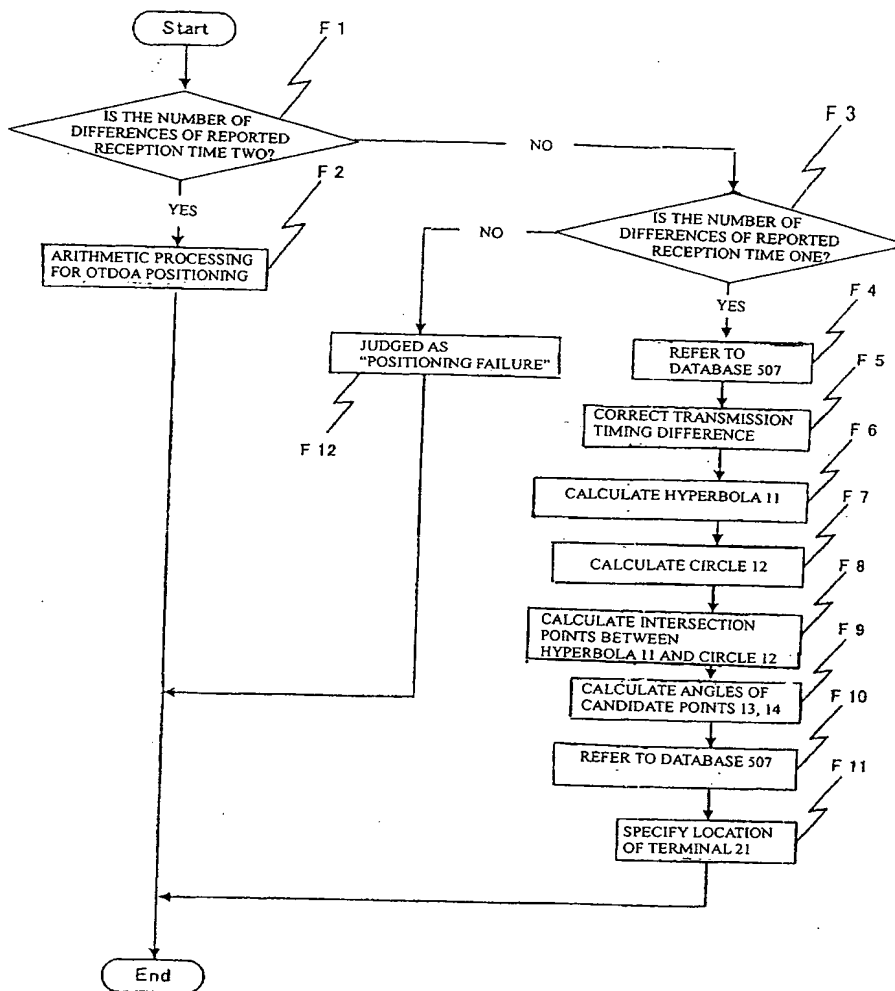 Start
F 1
IS THE NUMBER OF
DIFFERENCES OF REPORTED
RECEPTION TIME TWO?
NO
F 3
YES
F 2
ARITHMETIC PROCESSING
FOR OTDOA POSITIONING
IS THE NUMBER OF
DIFFERENCES OF REPORTED
RECEPTION TIME ONE?
NO
YES
F 4
JUDGED AS
"POSITIONING FAILURE"
F 12
REFER TO
DATABASE 507
F 5
CORRECT TRANSMISSION
TIMING DIFFERENCE
F 6
CALCULATE HYPERBOLA 11
F 7
CALCULATE CIRCLE 12
F 8
CALCULATE INTERSECTION
POINTS BETWEEN
HYPERBOLA 11 AND CIRCLE 12
F 9
CALCULATE ANGLES OF
CANDIDATE POINTS 13, 14
F 10
REFER TO DATABASE 507
F 11
SPECIFY LOCATION
OF TERMINAL 21
End